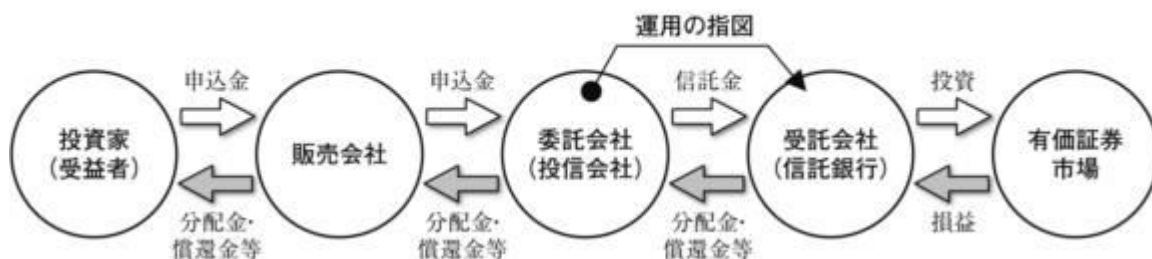 運用の指図
申込金
申込金
信託金
投資
投資家
(受益者)
販売会社
委託会社
(投信会社)
受託会社
(信託銀行)
有価証券
市場
分配金・
償還金等
分配金・
償還金等
分配金・
償還金等
損益